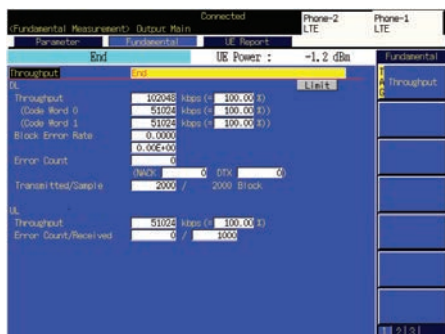 Connected
<Fundamental Measurement> Output Main
Phone-2
LTE
Phone-1
LTE
Parameter
Fundamental
UE Report
End
UE Power : -1.2 dBm
Fundamental
Throughput
End
TAG
Throughput
DL
Limit
Throughput 102048 kbps (= 100.00 %)
(Code Word 0 51024 kbps (= 100.00 %))
(Code Word 1 51024 kbps (= 100.00 %))
Block Error Rate 0.0000
0.00E+00
Error Count 0
(NACK 0 DTX 0)
Transmitted/Sample 2000 / 2000 Block
UL
Throughput 51024 kbps (= 100.00 %)
Error Count/Received 0 / 1000
1 2 3